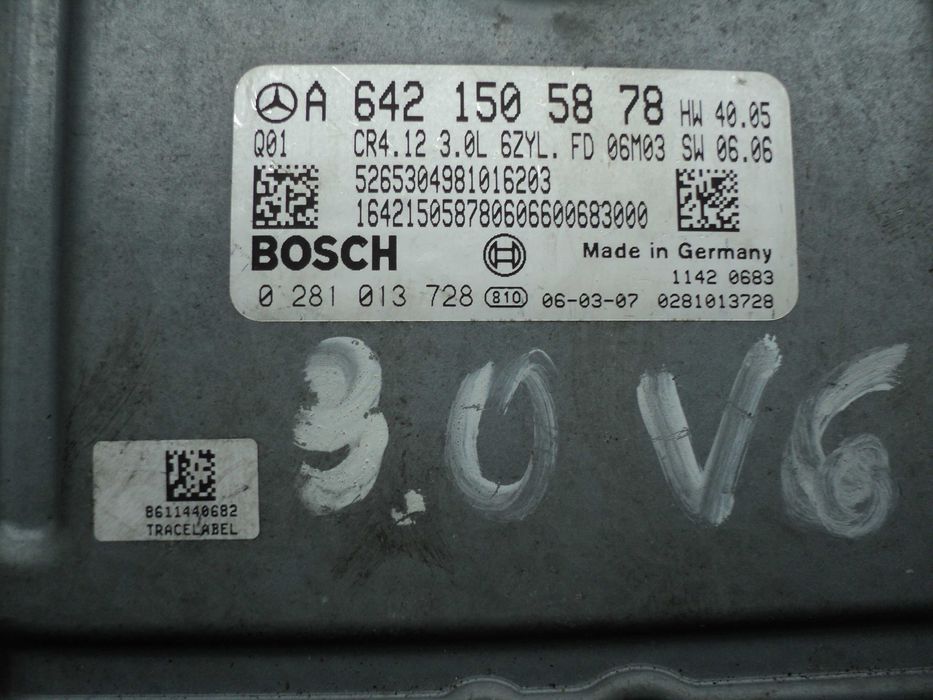 A 642 150 58 78 HW 40.05
Q01 CR4.12 3.0L 6ZYL. FD 06M03 SW 06.06
5265304981016203
16421505878060660068​3000
BOSCH Made in Germany
1142 0683
0 281 013 728 810 06-03-07 0281013728
3.0 V6
8611440682
TRACELABEL